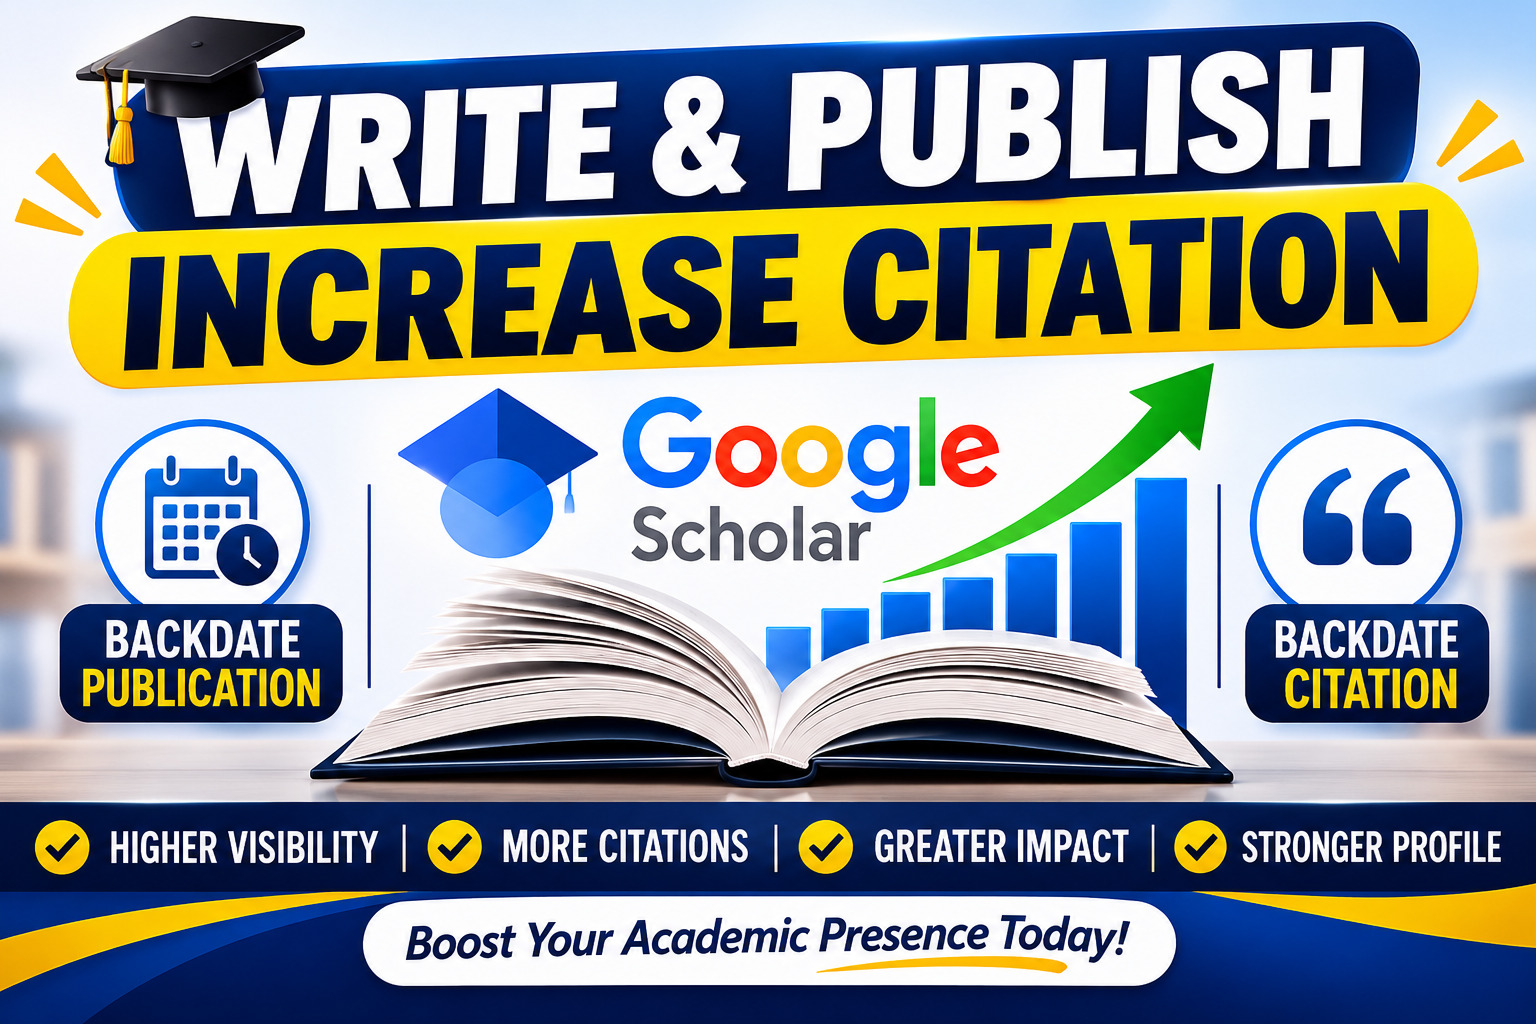 WRITE & PUBLISH
INCREASE CITATION
Google
Scholar
BACKDATE
PUBLICATION
BACKDATE
CITATION
HIGHER VISIBILITY | MORE CITATIONS | GREATER IMPACT | STRONGER PROFILE
Boost Your Academic Presence Today!